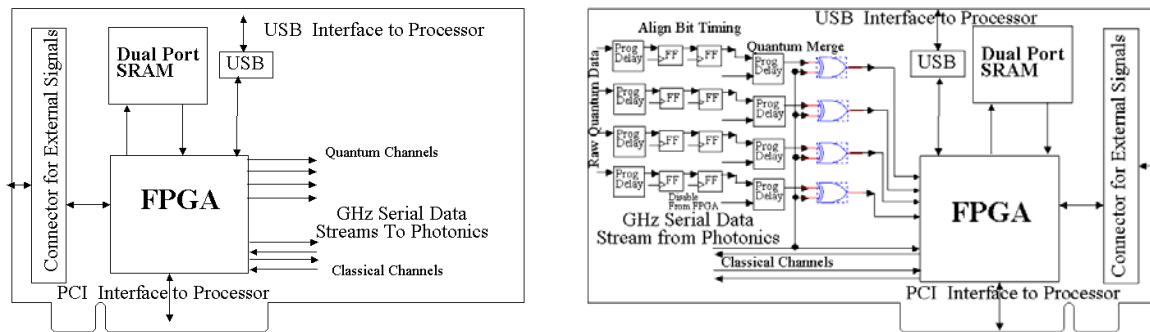 USB Interface to Processor
Connector for External Signals
Dual Port
SRAM
USB
FPGA
Quantum Channels
GHz Serial Data
Streams To Photonics
Classical Channels
PCI Interface to Processor
USB Interface to Processor
Align Bit Timing
Quantum Merge
Raw Quantum Data
Prog
Delay
FF
FF
Prog
Delay
Prog
Delay
FF
FF
Prog
Delay
Prog
Delay
FF
FF
Prog
Delay
Prog
Delay
FF
FF
Prog
Delay
Disable
From FPGA
USB
Dual Port
SRAM
FPGA
Connector for External Signals
GHz Serial Data
Stream from Photonics
Classical Channels
PCI Interface to Processor